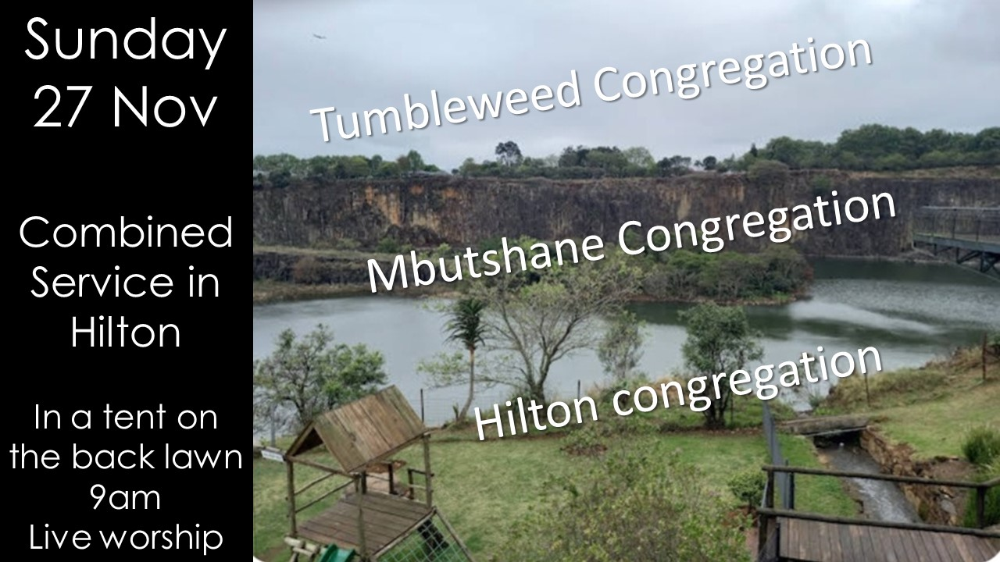 Sunday
27 Nov
Combined
Service in
Hilton
In a tent on
the back lawn
9am
Live worship
Tumbleweed Congregation
Mbutshane Congregation
Hilton congregation